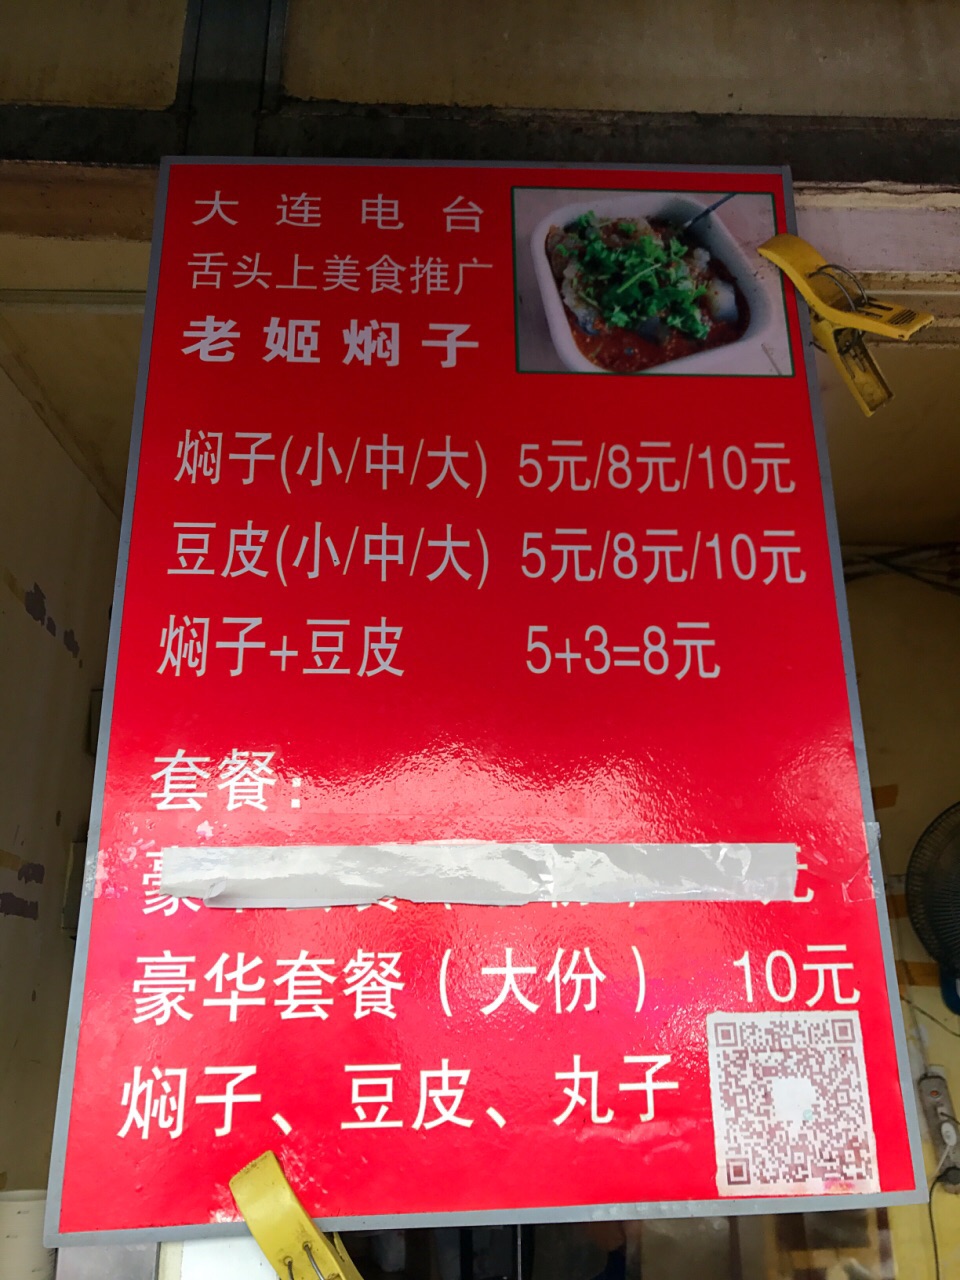 大连电台
舌头上美食推广
老姬焖子
焖子(小/中/大) 5元/8元/10元
豆皮(小/中/大) 5元/8元/10元
焖子+豆皮 5+3=8元
套餐:
豪华套餐(大份) 10元
焖子、豆皮、丸子